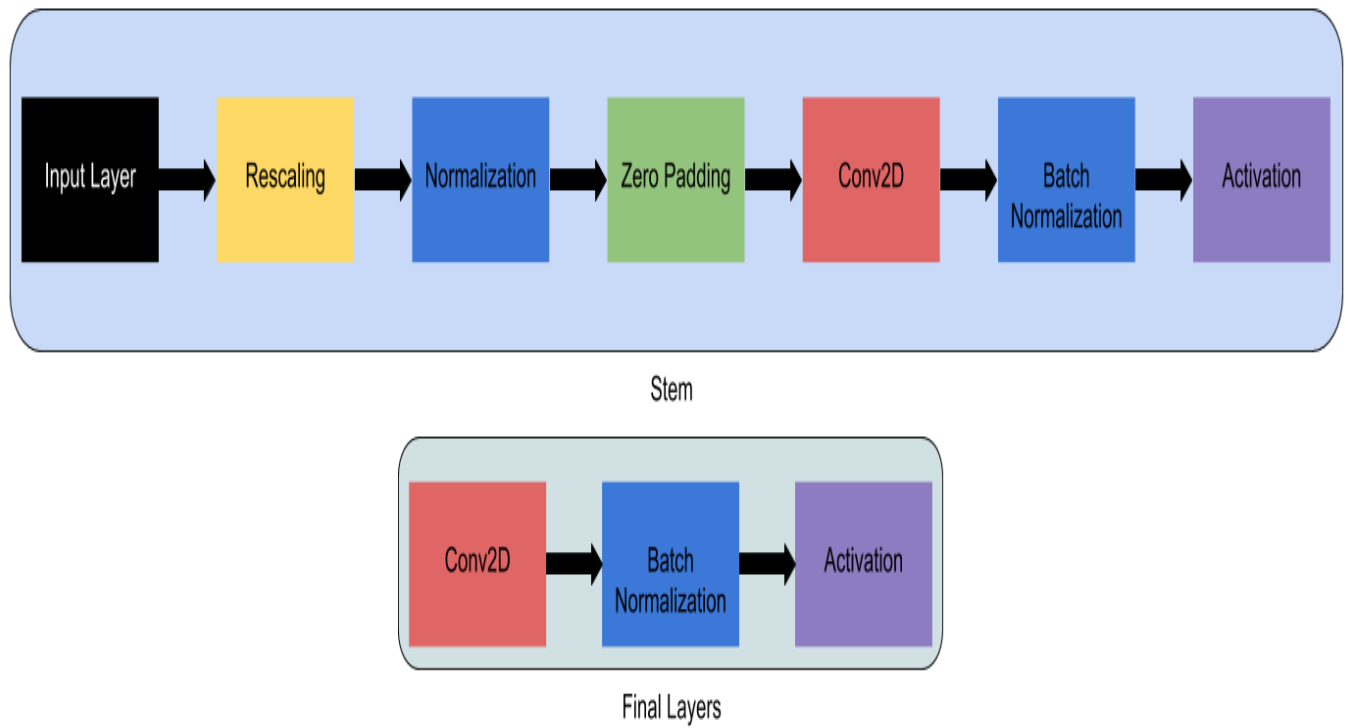 Input Layer
Rescaling
Normalization
Zero Padding
Conv2D
Batch
Normalization
Activation
Stem
Conv2D
Batch
Normalization
Activation
Final Layers